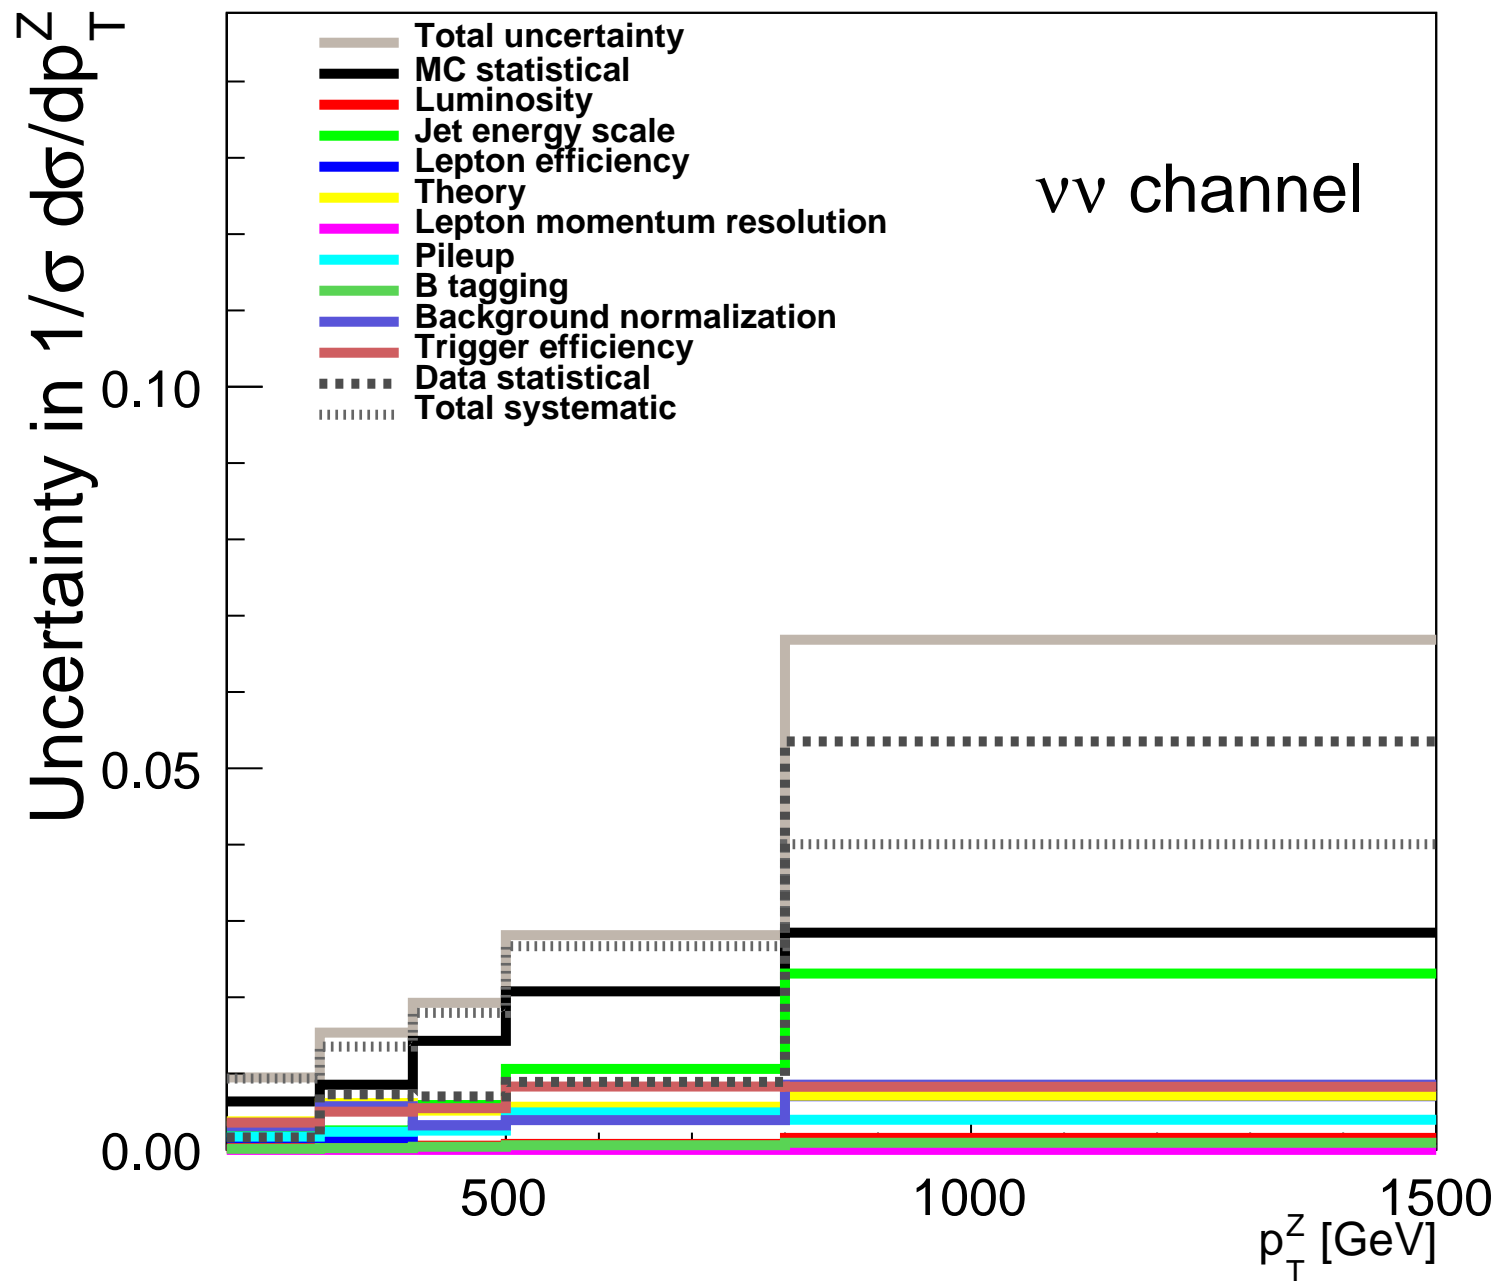 Uncertainty in 1/σ dσ/dp_T^Z
Total uncertainty
MC statistical
Luminosity
Jet energy scale
Lepton efficiency
Theory
Lepton momentum resolution
Pileup
B tagging
Background normalization
Trigger efficiency
Data statistical
Total systematic
νν channel
0.10
0.05
0.00
500 1000 1500
p_T^Z [GeV]